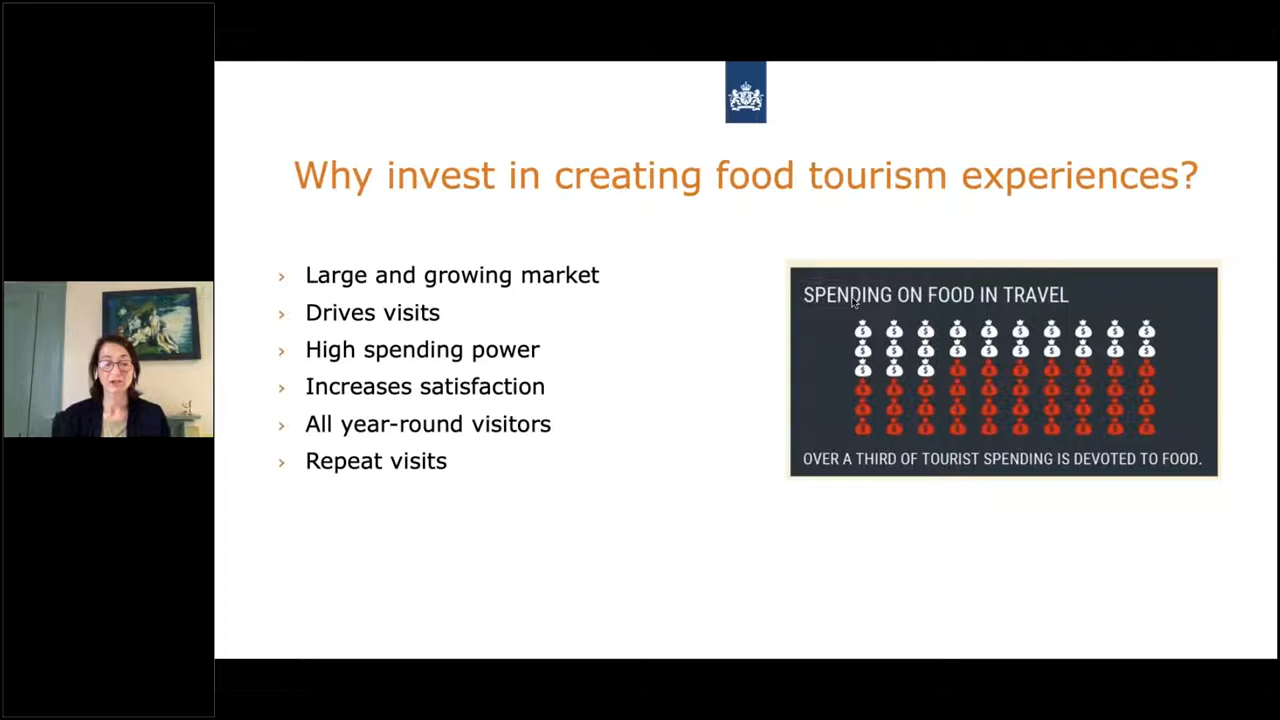 Why invest in creating food tourism experiences?
› Large and growing market
› Drives visits
› High spending power
› Increases satisfaction
› All year-round visitors
› Repeat visits
SPENDING ON FOOD IN TRAVEL
OVER A THIRD OF TOURIST SPENDING IS DEVOTED TO FOOD.